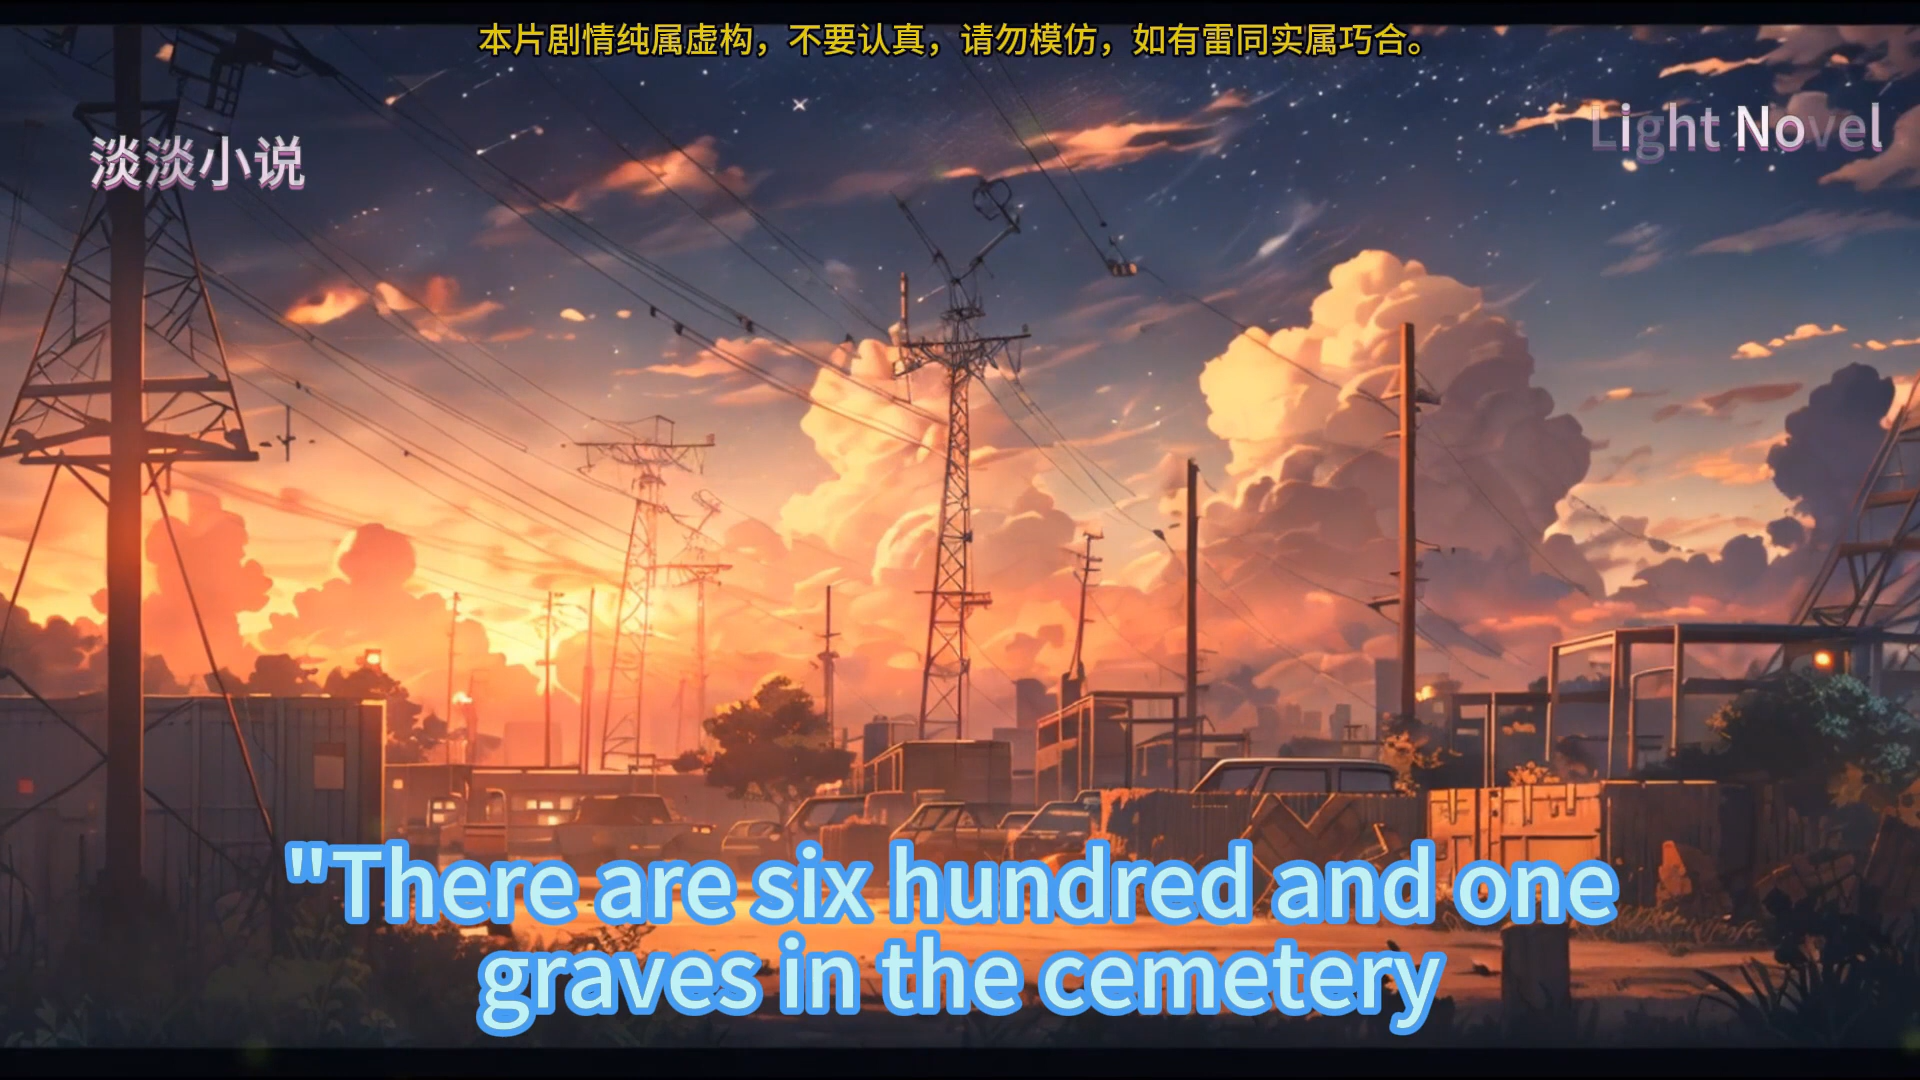 本片剧情纯属虚构，不要认真，请勿模仿，如有雷同实属巧合。
淡淡小说
Light Novel
"There are six hundred and one
graves in the cemetery